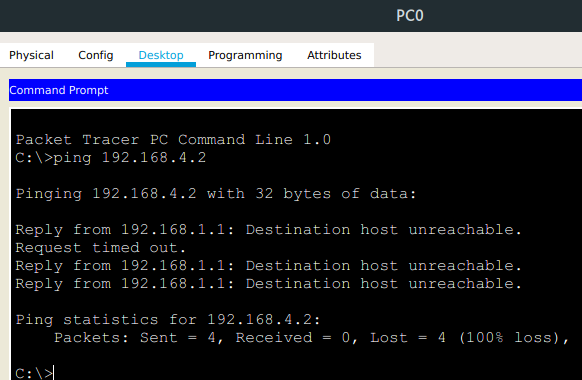 PC0
Physical Config Desktop Programming Attributes
Command Prompt
Packet Tracer PC Command Line 1.0
C:\>ping 192.168.4.2
Pinging 192.168.4.2 with 32 bytes of data:
Reply from 192.168.1.1: Destination host unreachable.
Request timed out.
Reply from 192.168.1.1: Destination host unreachable.
Reply from 192.168.1.1: Destination host unreachable.
Ping statistics for 192.168.4.2:
Packets: Sent = 4, Received = 0, Lost = 4 (100% loss),
C:\>